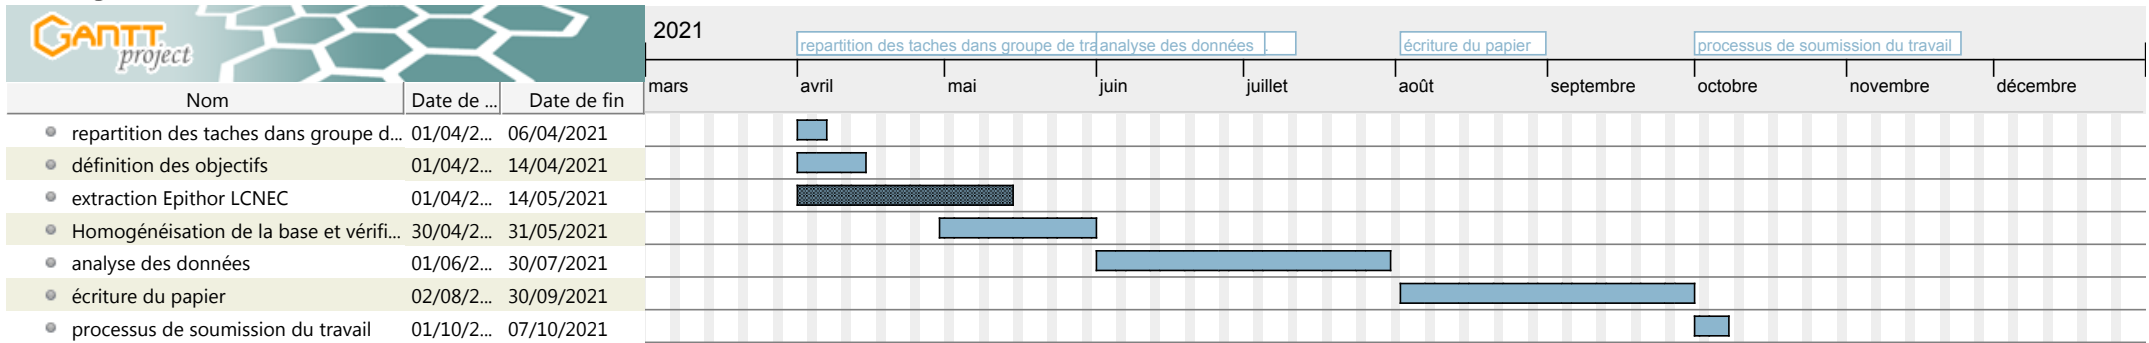 GANTT
project
2021
repartition des taches dans groupe de tra analyse des données écriture du papier processus de soumission du travail
mars avril mai juin juillet août septembre octobre novembre décembre
Nom Date de ... Date de fin
repartition des taches dans groupe d... 01/04/2... 06/04/2021
définition des objectifs 01/04/2... 14/04/2021
extraction Epithor LCNEC 01/04/2... 14/05/2021
Homogénéisation de la base et vérifi... 30/04/2... 31/05/2021
analyse des données 01/06/2... 30/07/2021
écriture du papier 02/08/2... 30/09/2021
processus de soumission du travail 01/10/2... 07/10/2021